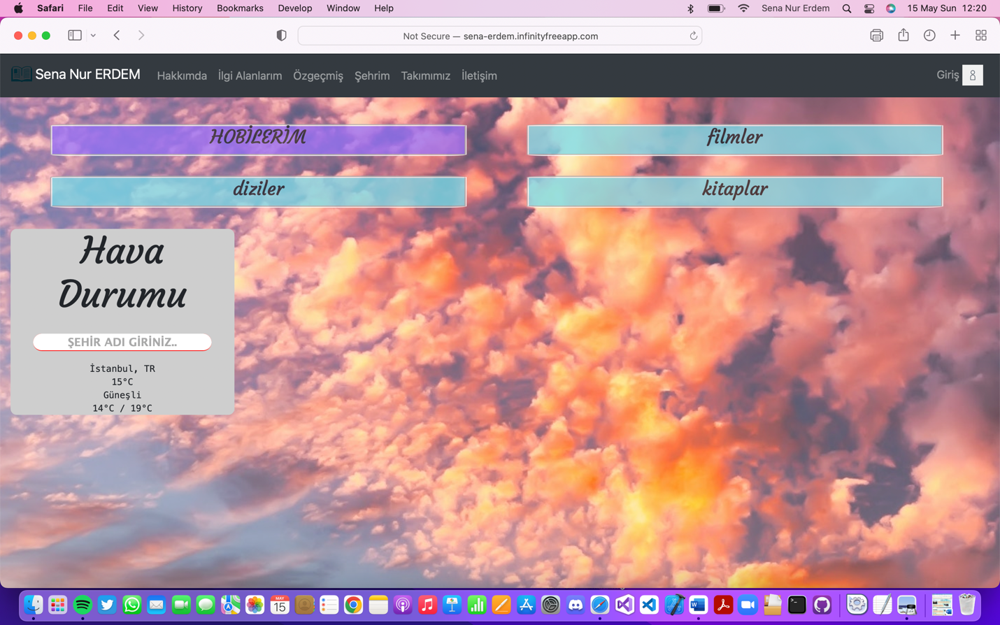 Safari File Edit View History Bookmarks Develop Window Help Sena Nur Erdem 15 May Sun 12:20
Not Secure — sena-erdem.infinityfreeapp.com
Sena Nur ERDEM Hakkımda İlgi Alanlarım Özgeçmiş Şehrim Takımımız İletişim Giriş
HOBİLERİM filmler
diziler kitaplar
Hava
Durumu
ŞEHİR ADI GİRİNİZ..
İstanbul, TR
15°C
Güneşli
14°C / 19°C
MAY
15